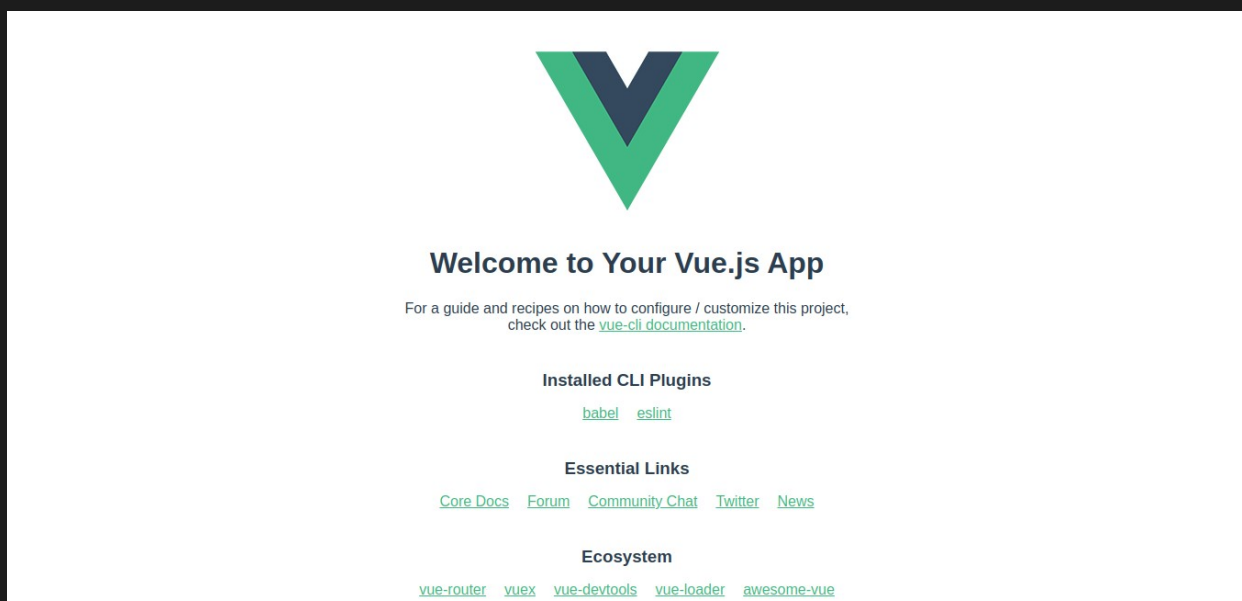 Welcome to Your Vue.js App
For a guide and recipes on how to configure / customize this project,
check out the vue-cli documentation.
Installed CLI Plugins
babel eslint
Essential Links
Core Docs Forum Community Chat Twitter News
Ecosystem
vue-router vuex vue-devtools vue-loader awesome-vue